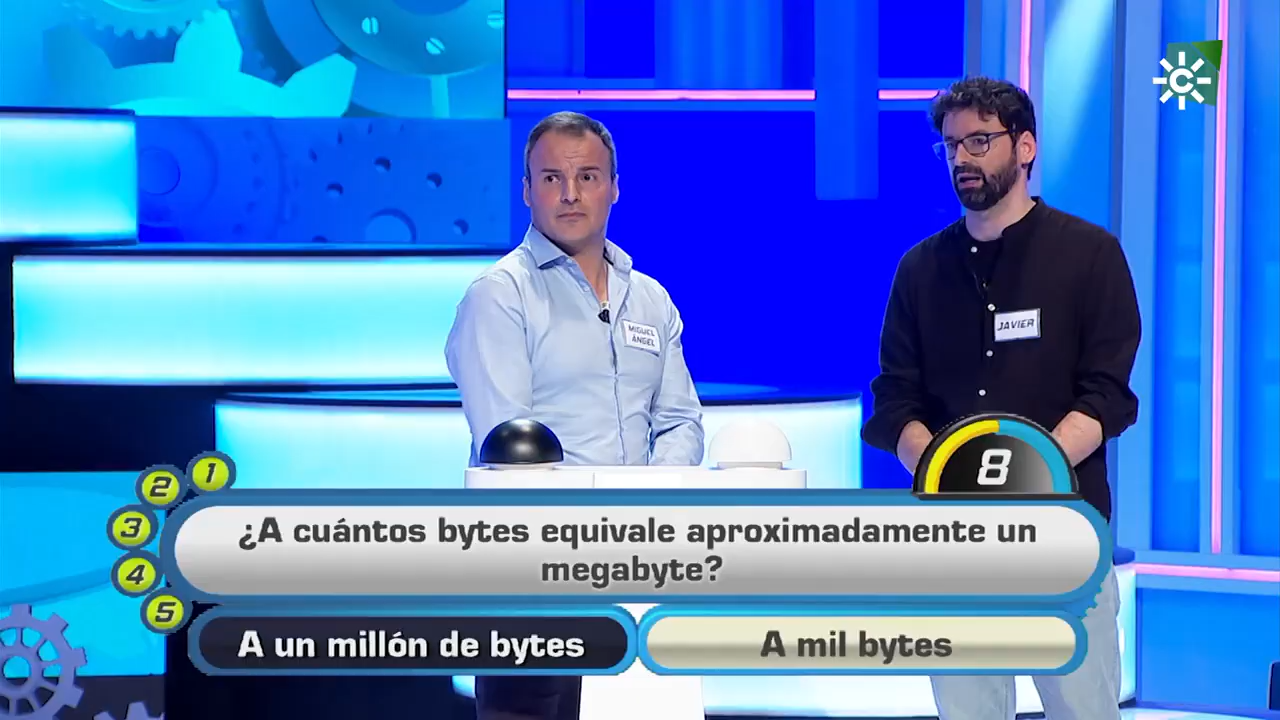 C
MIGUEL
ÁNGEL
JAVIER
8
1
2
3
4
5
¿A cuántos bytes equivale aproximadamente un
megabyte?
A un millón de bytes
A mil bytes